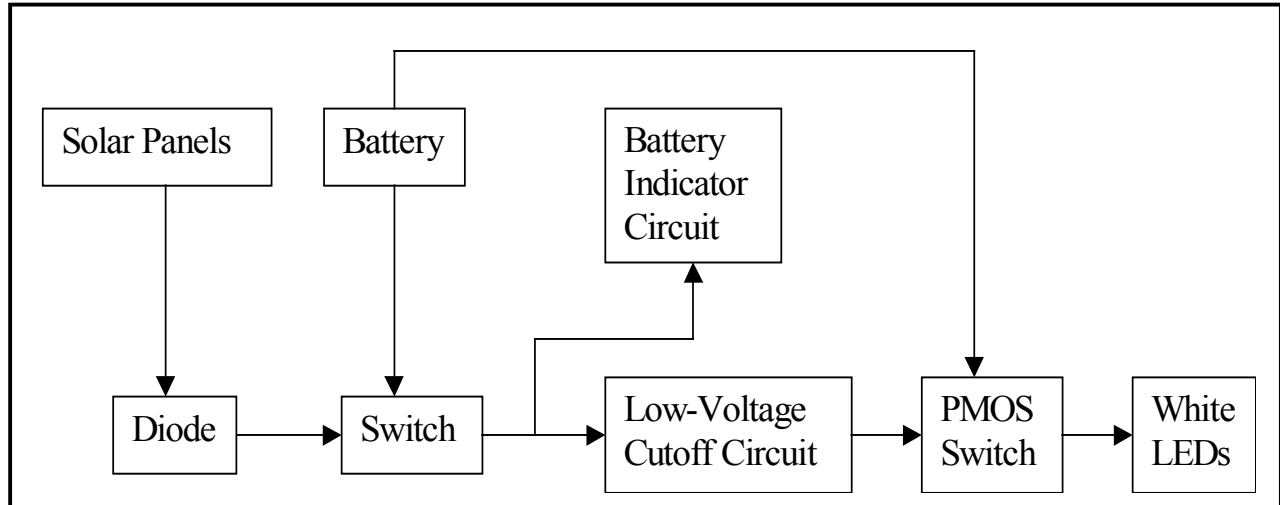 Solar Panels
Battery
Battery
Indicator
Circuit
Diode
Switch
Low-Voltage
Cutoff Circuit
PMOS
Switch
White
LEDs